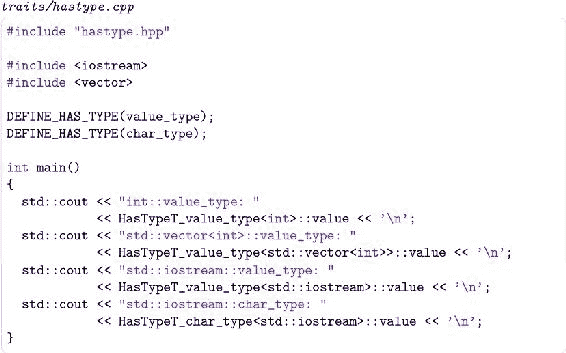 traits/hastype.cpp
#include "hastype.hpp"
#include <iostream>
#include <vector>
DEFINE_HAS_TYPE(value_type);
DEFINE_HAS_TYPE(char_type);
int main()
{
std::cout << "int::value_type: "
<< HasTypeT_value_type<int>::value << '\n';
std::cout << "std::vector<int>::value_type: "
<< HasTypeT_value_type<std::vector<int>>::value << '\n';
std::cout << "std::iostream::value_type: "
<< HasTypeT_value_type<std::iostream>::value << '\n';
std::cout << "std::iostream::char_type: "
<< HasTypeT_char_type<std::iostream>::value << '\n';
}